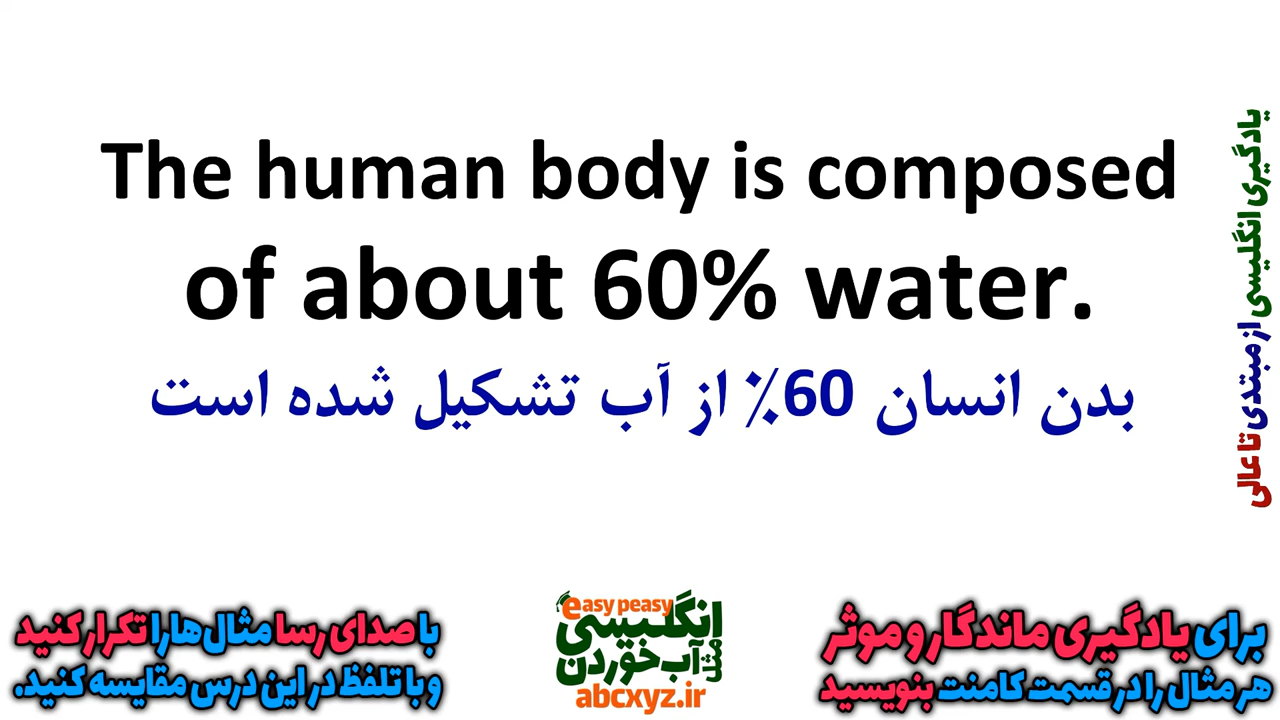 The human body is composed
of about 60% water.
بدن انسان 60٪ از آب تشکیل شده است
یادگیری انگلیسی از مبتدی تا عالی
برای یادگیری ماندگار و موثر
هر مثال را در قسمت کامنت بنویسید
easy peasy
انگلیسی
مثل آب خوردن
abcxyz.ir
با صدای رسا مثال‌ها را تکرار کنید
و با تلفظ در این درس مقایسه کنید.